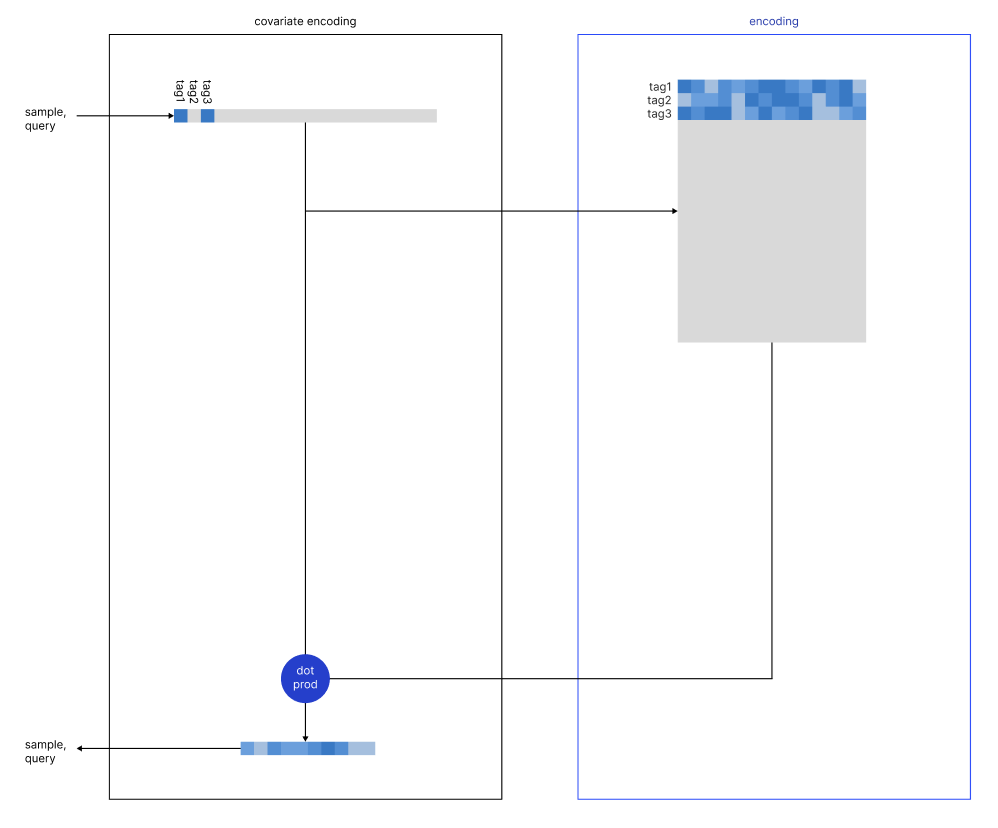 covariate encoding
encoding
tag1
tag2
tag3
sample,
query
tag1
tag2
tag3
dot
prod
sample,
query